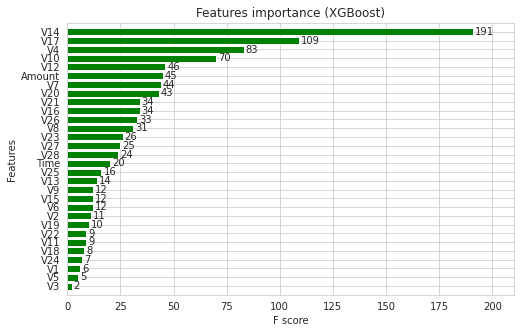 Features importance (XGBoost)
Features
V14 191
V17 109
V4 83
V10 70
V12 46
Amount 45
V7 44
V20 43
V21 34
V16 34
V26 33
V8 31
V23 26
V27 25
V28 24
Time 20
V25 16
V13 14
V9 12
V15 12
V6 12
V2 11
V19 10
V22 9
V11 9
V18 8
V24 7
V1 6
V5 5
V3 2
0 25 50 75 100 125 150 175 200
F score